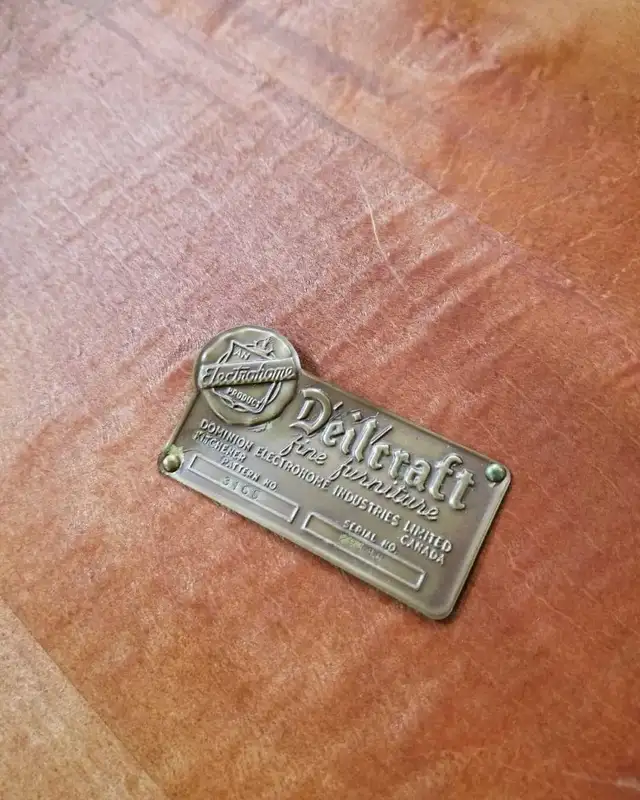 AN
Electrohome
PRODUCT
Deilcraft
fine furniture
DOMINION ELECTROHOME INDUSTRIES LIMITED
KITCHENER CANADA
PATTERN NO. SERIAL NO.